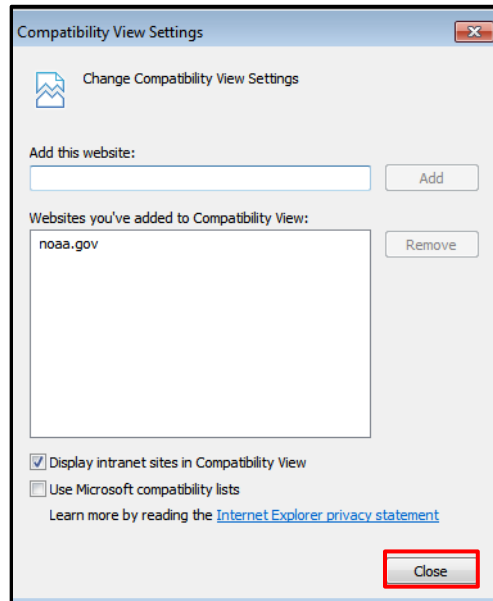 Compatibility View Settings
Change Compatibility View Settings
Add this website:
Add
Websites you've added to Compatibility View:
noaa.gov
Remove
Display intranet sites in Compatibility View
Use Microsoft compatibility lists
Learn more by reading the Internet Explorer privacy statement
Close